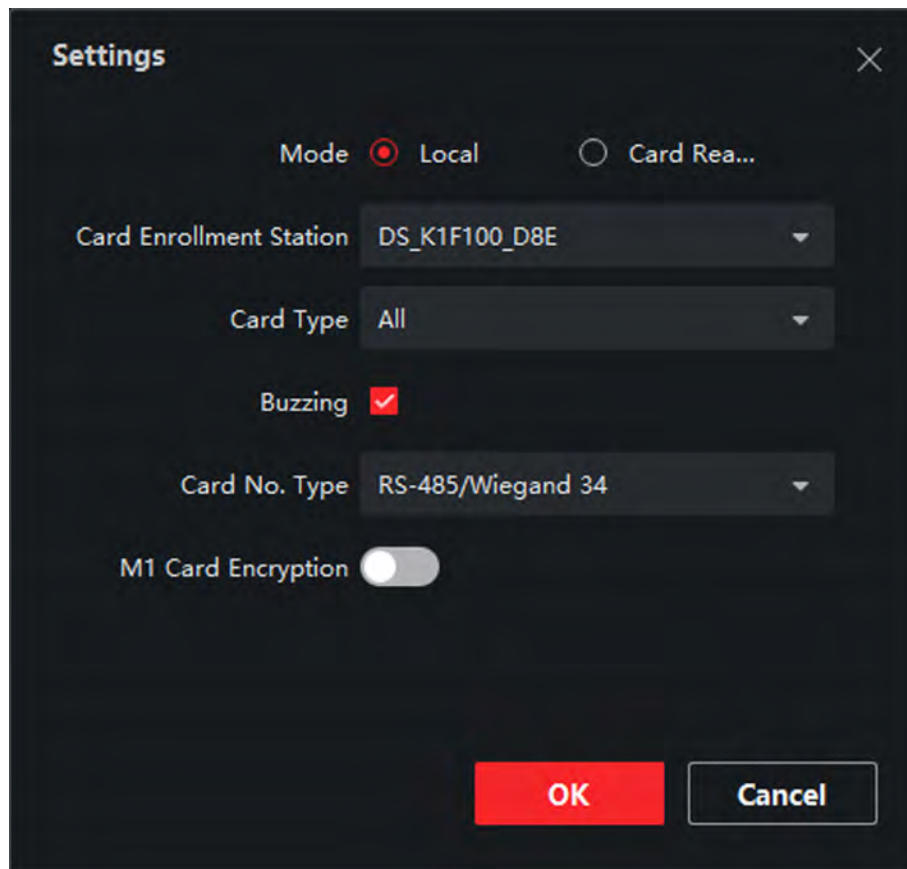 Settings
Mode Local Card Rea...
Card Enrollment Station DS_K1F100_D8E
Card Type All
Buzzing
Card No. Type RS-485/Wiegand 34
M1 Card Encryption
OK Cancel